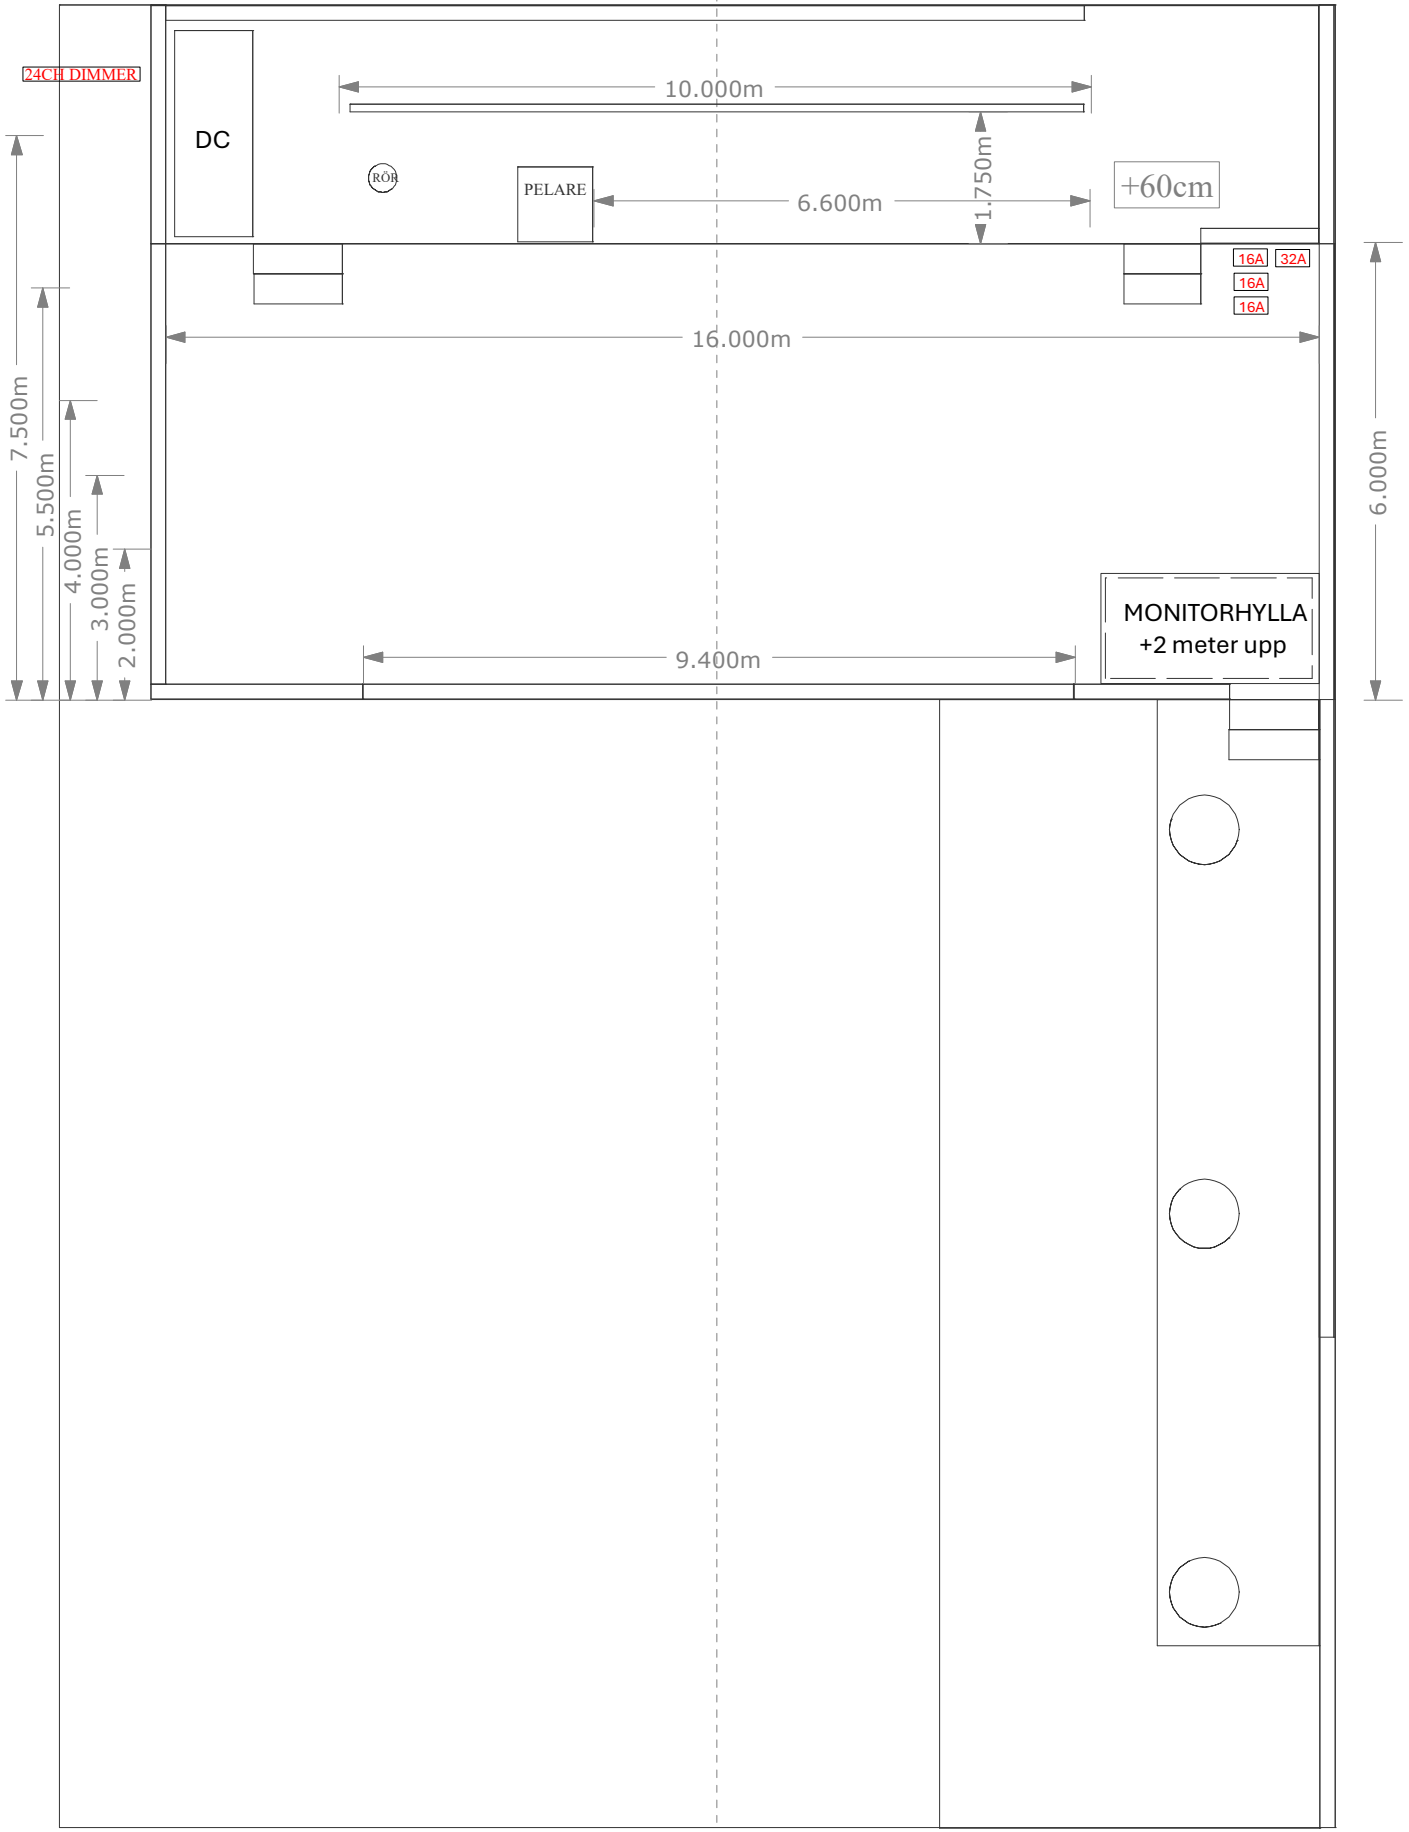 24CH DIMMER
10.000m
DC
RÖR
PELARE
6.600m
1.750m
+60cm
16A
32A
16A
16A
16.000m
7.500m
5.500m
4.000m
3.000m
2.000m
6.000m
MONITORHYLLA
+2 meter upp
9.400m